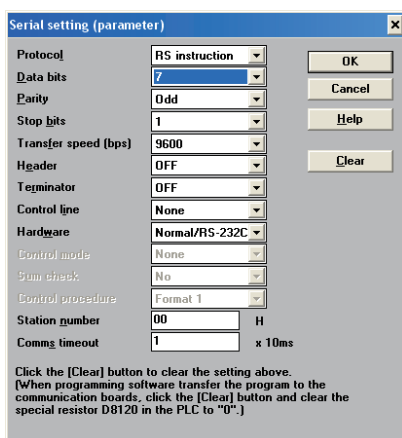 Serial setting (parameter)
Protocol RS instruction OK
Data bits 7
Cancel
Parity Odd
Stop bits 1 Help
Transfer speed (bps) 9600
Header OFF Clear
Terminator OFF
Control line None
Hardware Normal/RS-232C
Control mode None
Sum check No
Control procedure Format 1
Station number 00 H
Comms timeout 1 x 10ms
Click the [Clear] button to clear the setting above.
(When programming software transfer the program to the
communication boards, click the [Clear] button and clear the
special resistor D8120 in the PLC to "0".)